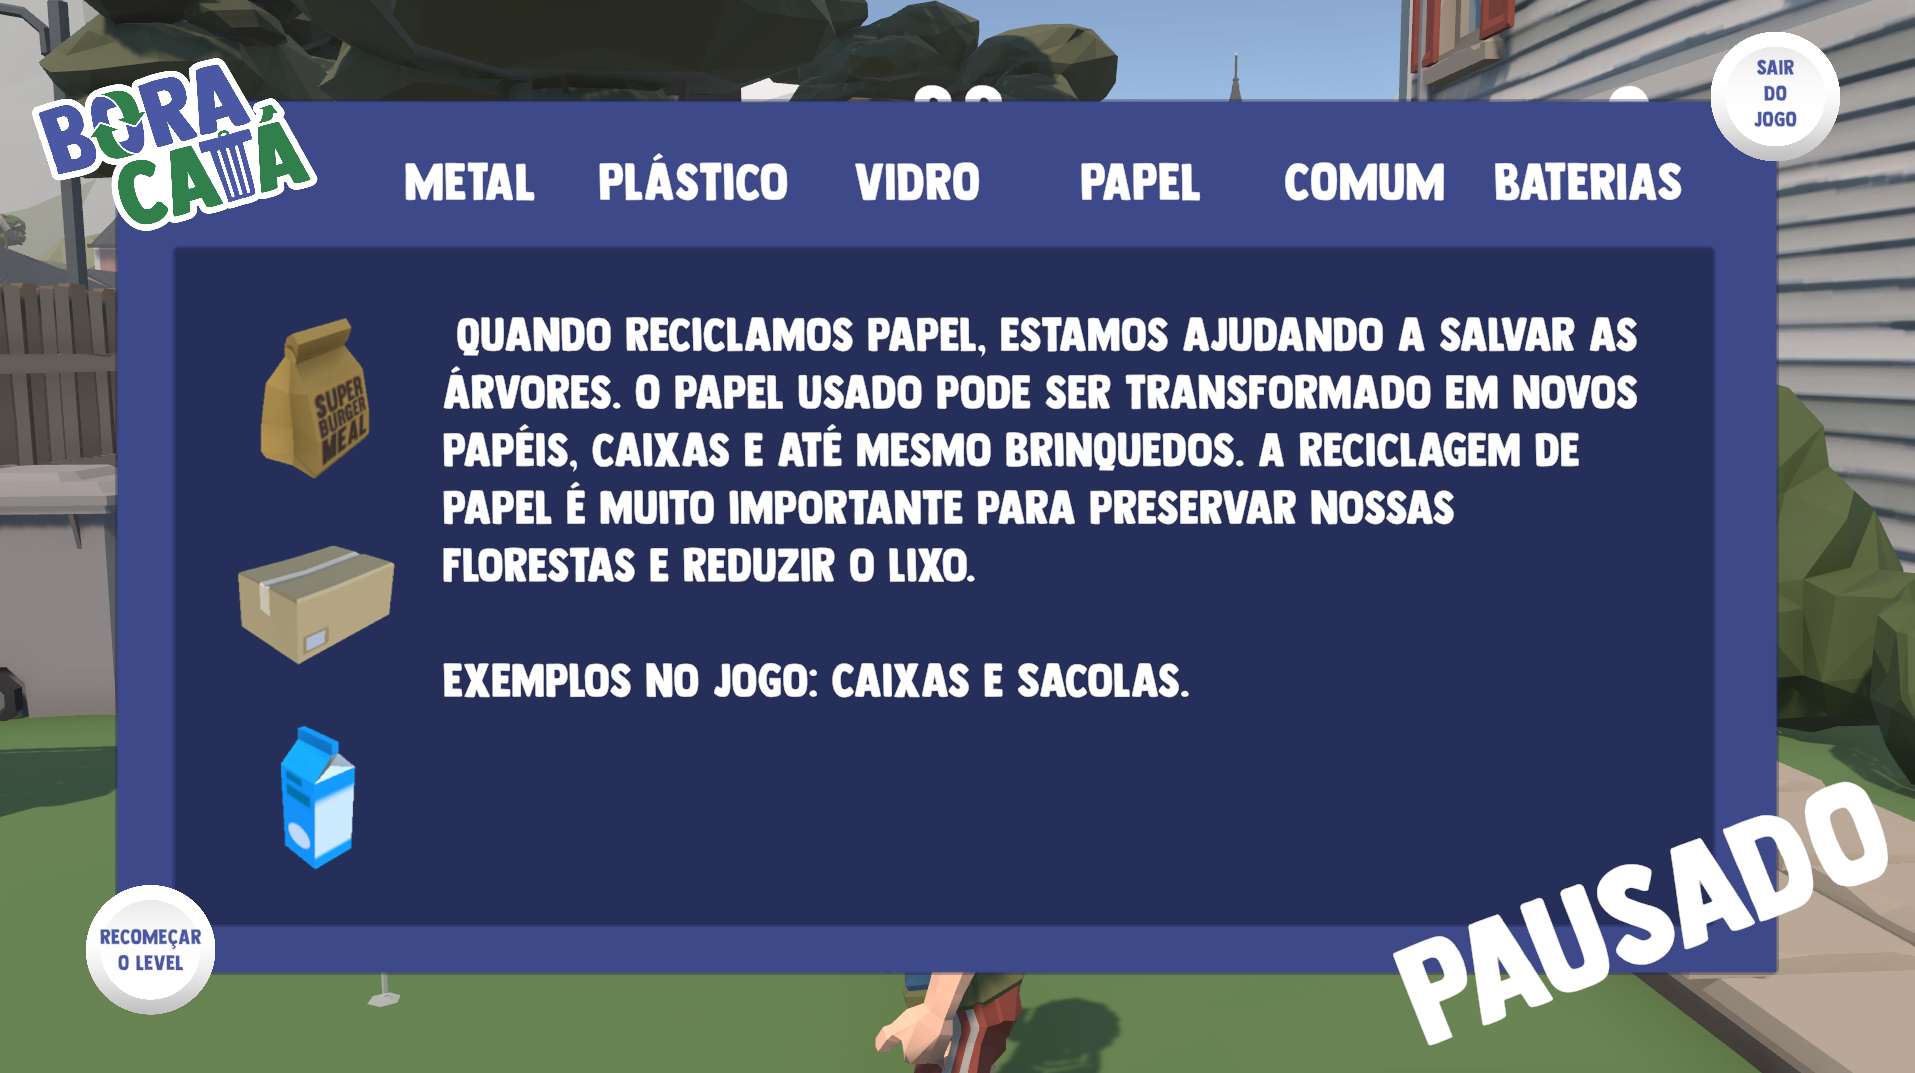 BORA
CATÁ
SAIR
DO
JOGO
METAL PLÁSTICO VIDRO PAPEL COMUM BATERIAS
QUANDO RECICLAMOS PAPEL, ESTAMOS AJUDANDO A SALVAR AS
ÁRVORES. O PAPEL USADO PODE SER TRANSFORMADO EM NOVOS
PAPÉIS, CAIXAS E ATÉ MESMO BRINQUEDOS. A RECICLAGEM DE
PAPEL É MUITO IMPORTANTE PARA PRESERVAR NOSSAS
FLORESTAS E REDUZIR O LIXO.
EXEMPLOS NO JOGO: CAIXAS E SACOLAS.
SUPER
BURGER
MEAL
RECOMEÇAR
O LEVEL
PAUSADO